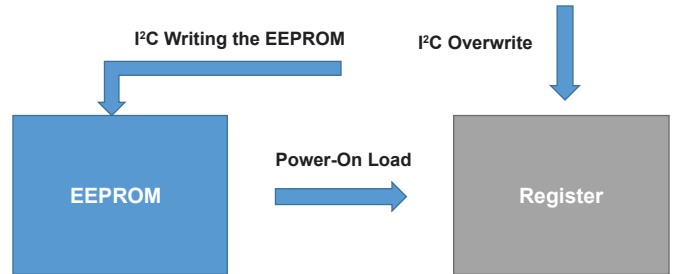 I²C Writing the EEPROM
I²C Overwrite
Power-On Load
EEPROM
Register